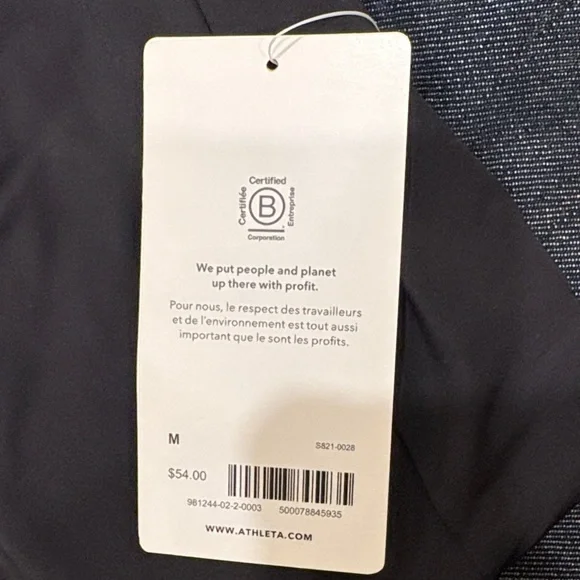 Certified
Certifiée
B
Entreprise
Corporation
We put people and planet
up there with profit.
Pour nous, le respect des travailleurs
et de l'environnement est tout aussi
important que le sont les profits.
M
S821-0028
$54.00
981244-02-2-0003 500078845935
WWW.ATHLETA.COM